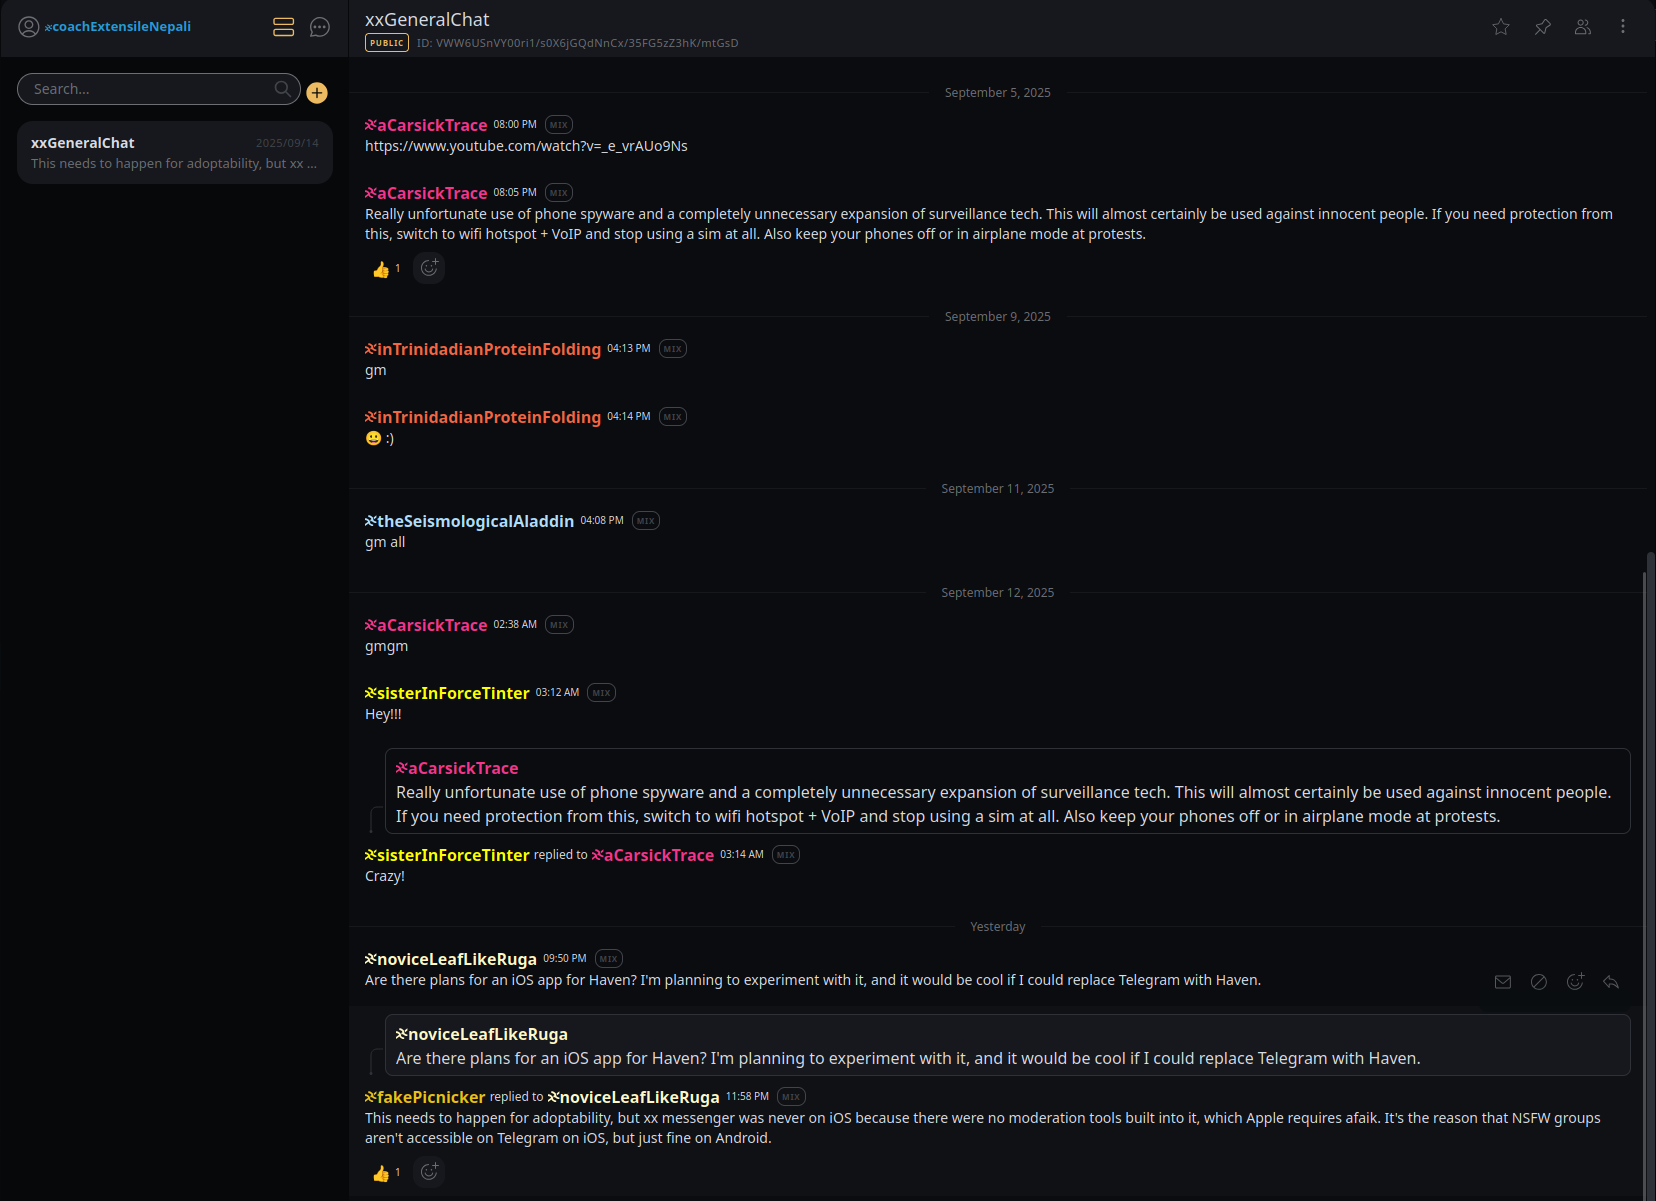 coachExtensileNepali
Search...
xxGeneralChat
2025/09/14
This needs to happen for adoptability, but xx ...
xxGeneralChat
PUBLIC
ID: VWW6USnVY00ri1/s0X6jGQdNnCx/35FG5zZ3hK/mtGsD
September 5, 2025
aCarsickTrace 08:00 PM MIX
https://www.youtube.com/watch?v=_e_vrAUo9Ns
aCarsickTrace 08:05 PM MIX
Really unfortunate use of phone spyware and a completely unnecessary expansion of surveillance tech. This will almost certainly be used against innocent people. If you need protection from
this, switch to wifi hotspot + VoIP and stop using a sim at all. Also keep your phones off or in airplane mode at protests.
👍 1
September 9, 2025
inTrinidadianProteinFolding 04:13 PM MIX
gm
inTrinidadianProteinFolding 04:14 PM MIX
😀 :)
September 11, 2025
theSeismologicalAladdin 04:08 PM MIX
gm all
September 12, 2025
aCarsickTrace 02:38 AM MIX
gmgm
sisterInForceTinter 03:12 AM MIX
Hey!!!
aCarsickTrace
Really unfortunate use of phone spyware and a completely unnecessary expansion of surveillance tech. This will almost certainly be used against innocent people.
If you need protection from this, switch to wifi hotspot + VoIP and stop using a sim at all. Also keep your phones off or in airplane mode at protests.
sisterInForceTinter replied to aCarsickTrace 03:14 AM MIX
Crazy!
Yesterday
noviceLeafLikeRuga 09:50 PM MIX
Are there plans for an iOS app for Haven? I'm planning to experiment with it, and it would be cool if I could replace Telegram with Haven.
noviceLeafLikeRuga
Are there plans for an iOS app for Haven? I'm planning to experiment with it, and it would be cool if I could replace Telegram with Haven.
fakePicnicker replied to noviceLeafLikeRuga 11:58 PM MIX
This needs to happen for adoptability, but xx messenger was never on iOS because there were no moderation tools built into it, which Apple requires afaik. It's the reason that NSFW groups
aren't accessible on Telegram on iOS, but just fine on Android.
👍 1